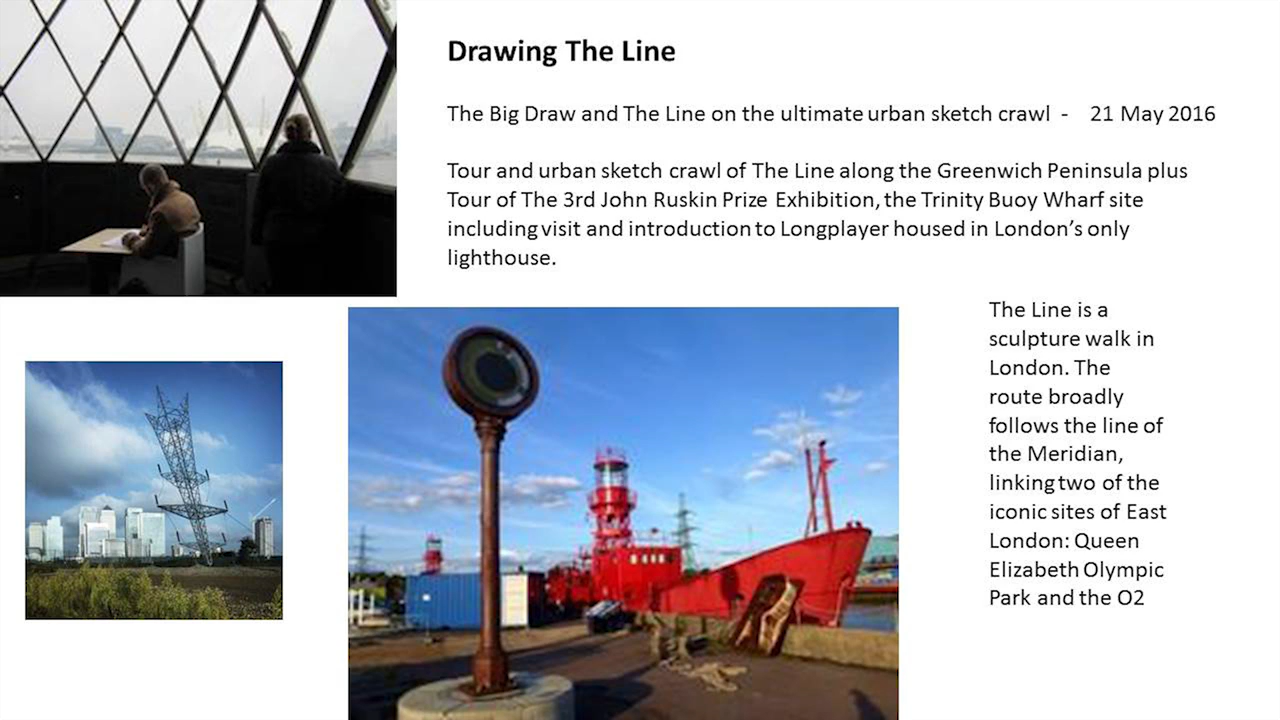 Drawing The Line
The Big Draw and The Line on the ultimate urban sketch crawl - 21 May 2016
Tour and urban sketch crawl of The Line along the Greenwich Peninsula plus
Tour of The 3rd John Ruskin Prize Exhibition, the Trinity Buoy Wharf site
including visit and introduction to Longplayer housed in London’s only
lighthouse.
The Line is a
sculpture walk in
London. The
route broadly
follows the line of
the Meridian,
linking two of the
iconic sites of East
London: Queen
Elizabeth Olympic
Park and the O2